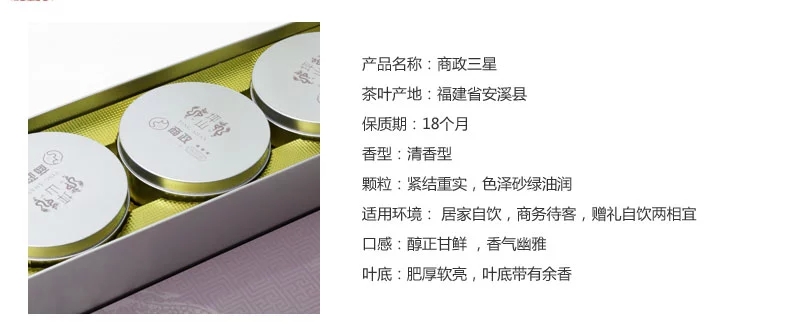 商政
产品名称：商政三星
茶叶产地：福建省安溪县
保质期：18个月
香型：清香型
颗粒：紧结重实，色泽砂绿油润
适用环境： 居家自饮，商务待客，赠礼自饮两相宜
口感：醇正甘鲜 ，香气幽雅
叶底：肥厚软亮，叶底带有余香